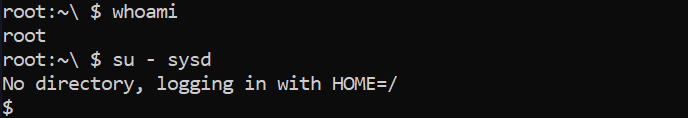 root:~\ $ whoami
root
root:~\ $ su - sysd
No directory, logging in with HOME=/
$